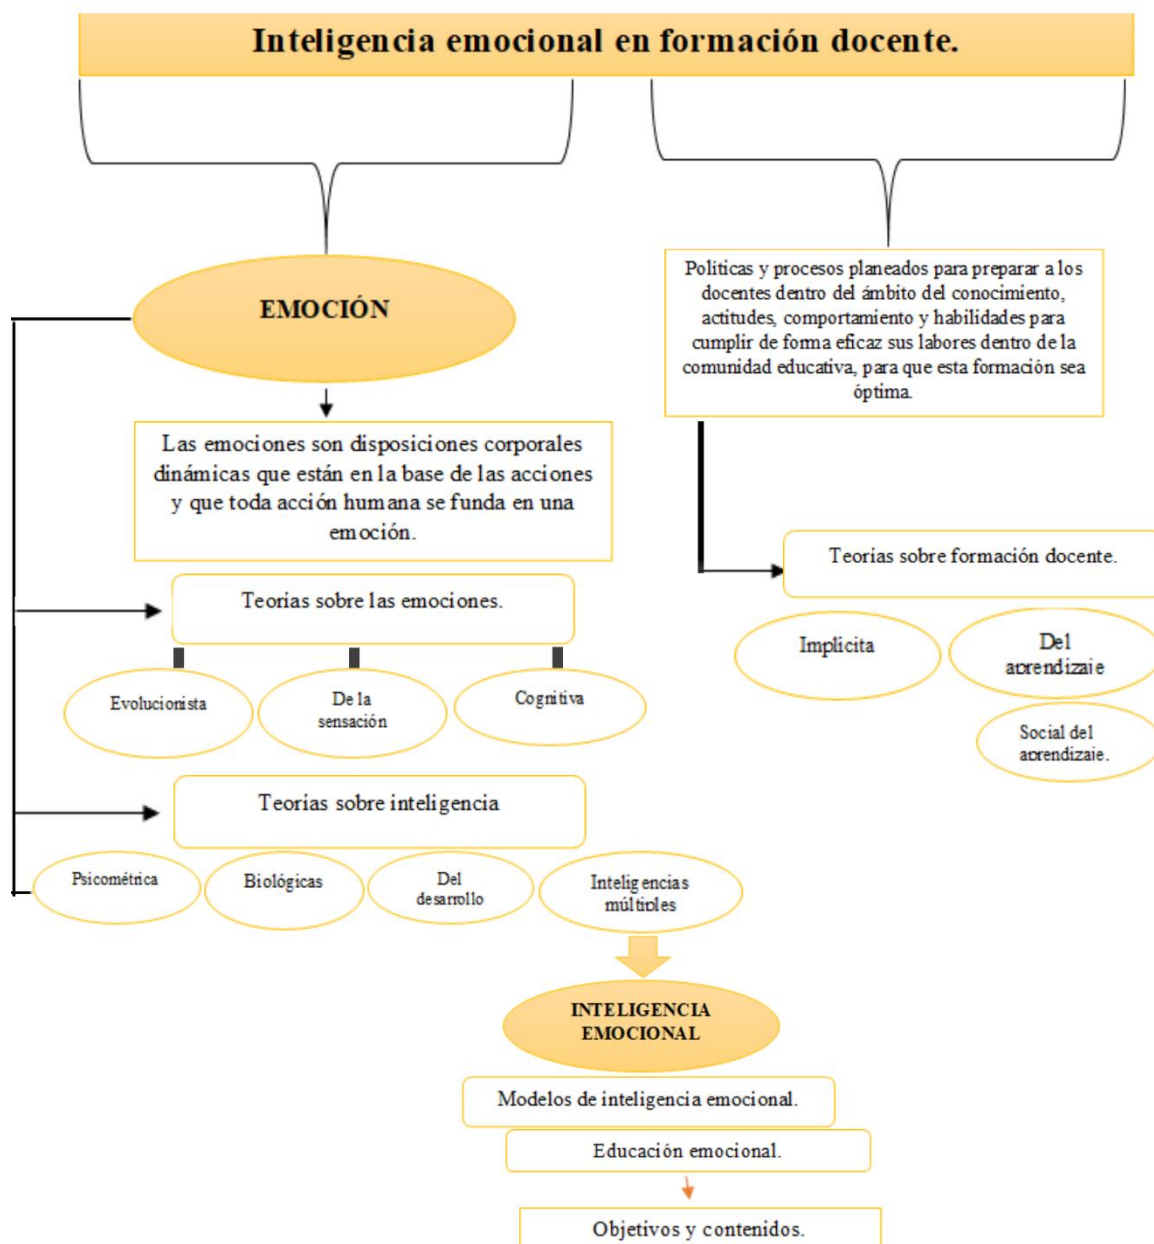 Inteligencia emocional en formación docente.
EMOCIÓN
Las emociones son disposiciones corporales
dinámicas que están en la base de las acciones
y que toda acción humana se funda en una
emoción.
Teorías sobre las emociones.
Evolucionista
De la
sensación
Cognitiva
Teorías sobre inteligencia
Psicométrica
Biológicas
Del
desarrollo
Inteligencias
múltiples
INTELIGENCIA
EMOCIONAL
Modelos de inteligencia emocional.
Educación emocional.
Objetivos y contenidos.
Políticas y procesos planeados para preparar a los
docentes dentro del ámbito del conocimiento,
actitudes, comportamiento y habilidades para
cumplir de forma eficaz sus labores dentro de la
comunidad educativa, para que esta formación sea
óptima.
Teorías sobre formación docente.
Implícita
Del
aprendizaje
Social del
aprendizaje.